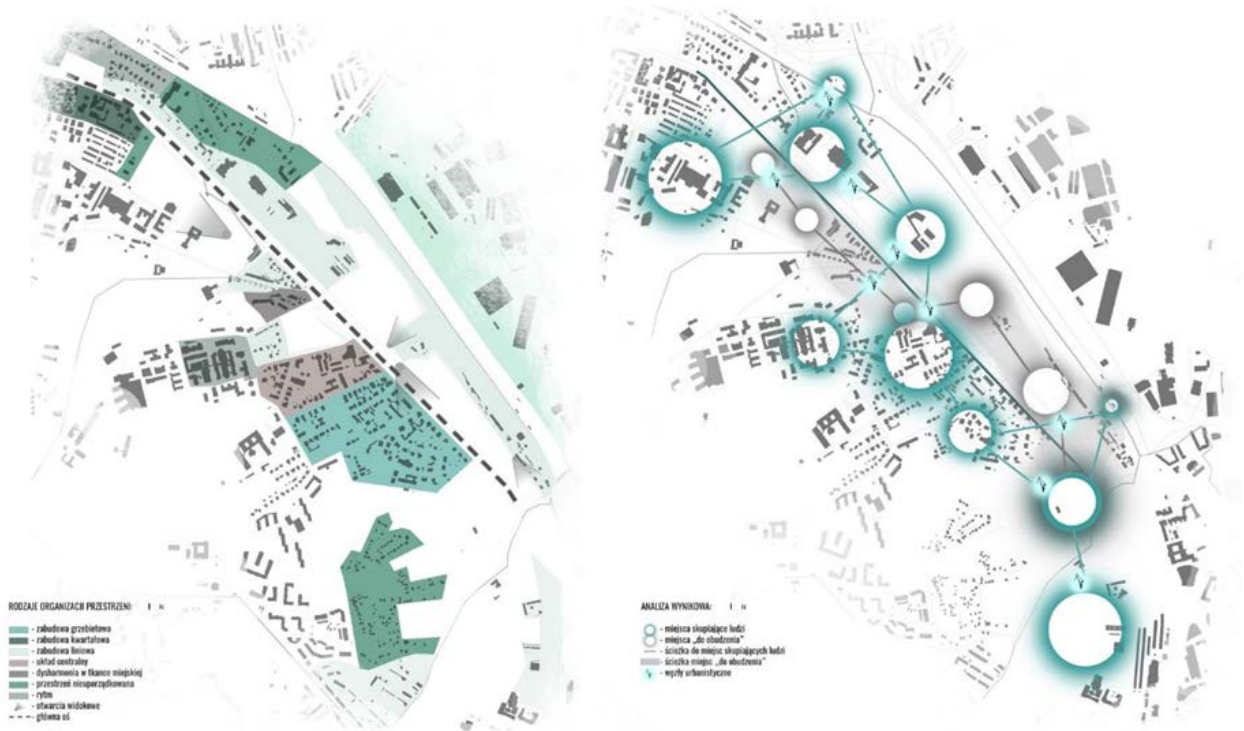 RODZAJE ORGANIZACJI PRZESTRZENI: N
- zabudowa grzebietowa
- zabudowa kwartałowa
- zabudowa liniowa
- układ centralny
- dysharmonia w tkance miejskiej
- przestrzeń nieuporządkowana
- rytm
- otwarcia widokowe
- główna oś
ANALIZA WYNIKOWA: N
- miejsca skupiające ludzi
- miejsca „do obudzenia”
- ścieżka do miejsc skupiających ludzi
- ścieżka miejsc „do obudzenia”
- węzły urbanistyczne